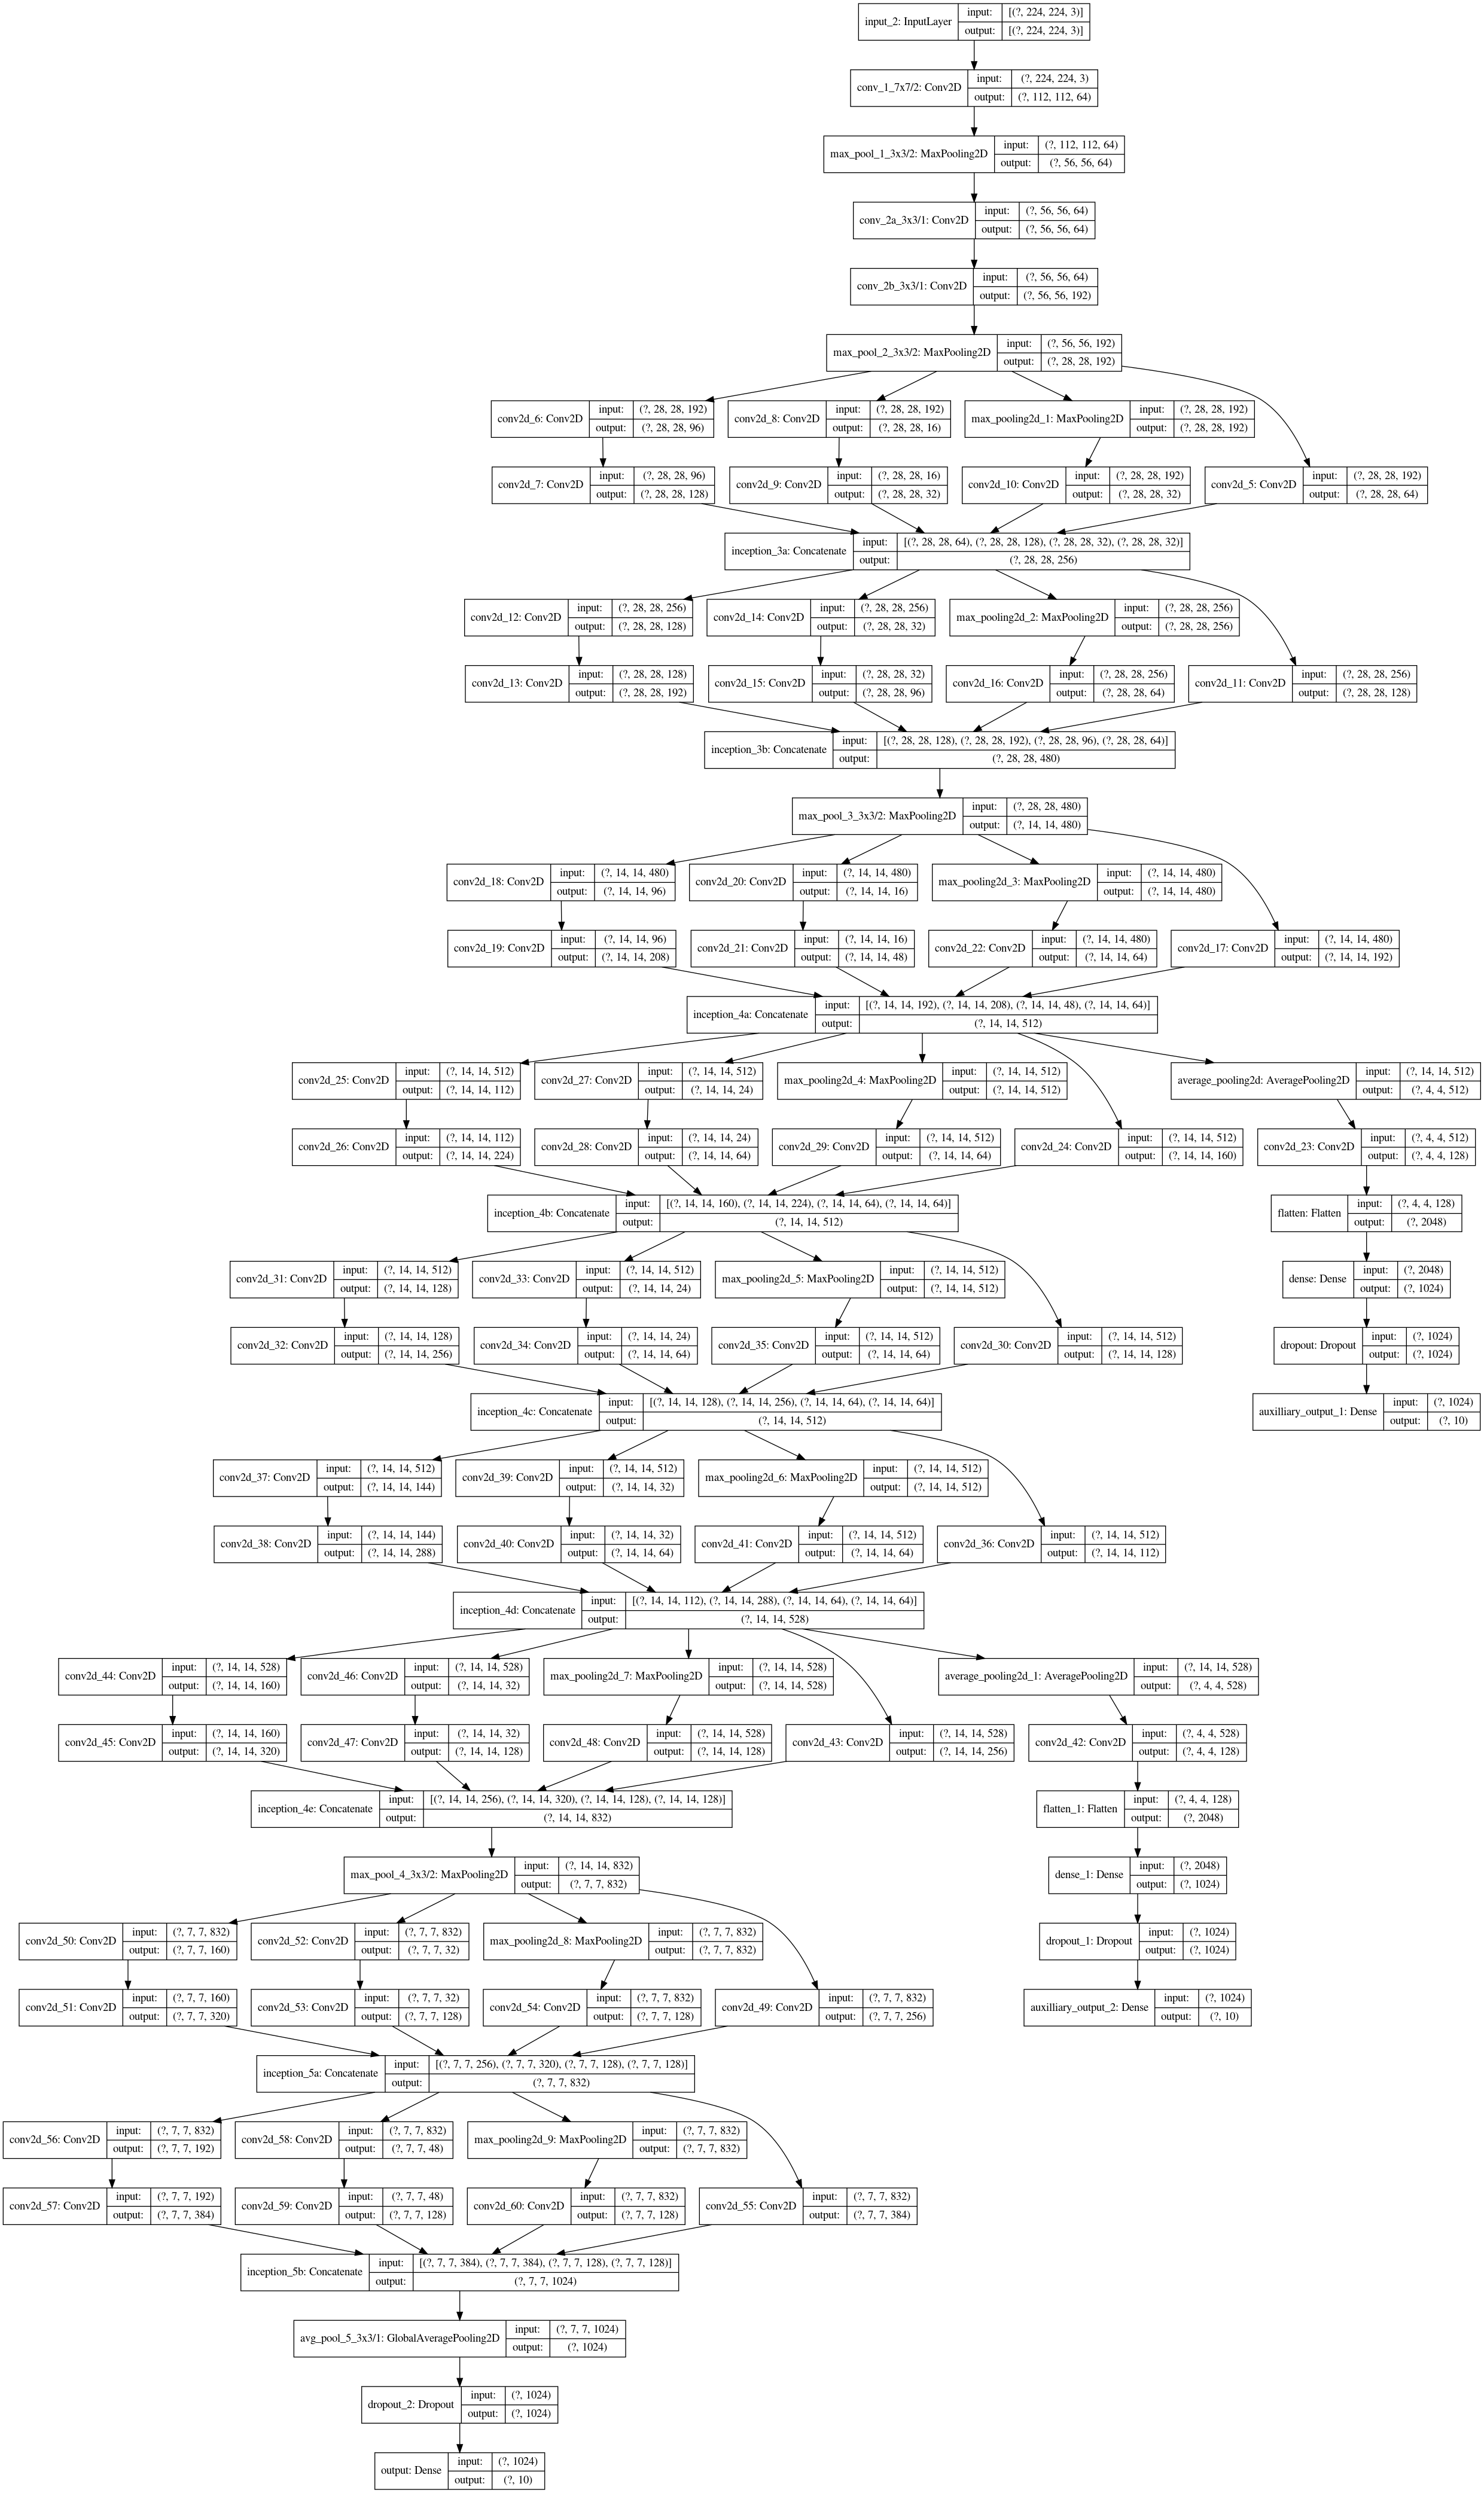 input_2: InputLayer input: [(?, 224, 224, 3)]
output: [(?, 224, 224, 3)]
conv_1_7x7/2: Conv2D input: (?, 224, 224, 3)
output: (?, 112, 112, 64)
max_pool_1_3x3/2: MaxPooling2D input: (?, 112, 112, 64)
output: (?, 56, 56, 64)
conv_2a_3x3/1: Conv2D input: (?, 56, 56, 64)
output: (?, 56, 56, 64)
conv_2b_3x3/1: Conv2D input: (?, 56, 56, 64)
output: (?, 56, 56, 192)
max_pool_2_3x3/2: MaxPooling2D input: (?, 56, 56, 192)
output: (?, 28, 28, 192)
conv2d_6: Conv2D input: (?, 28, 28, 192)
output: (?, 28, 28, 96)
conv2d_8: Conv2D input: (?, 28, 28, 192)
output: (?, 28, 28, 16)
max_pooling2d_1: MaxPooling2D input: (?, 28, 28, 192)
output: (?, 28, 28, 192)
conv2d_7: Conv2D input: (?, 28, 28, 96)
output: (?, 28, 28, 128)
conv2d_9: Conv2D input: (?, 28, 28, 16)
output: (?, 28, 28, 32)
conv2d_10: Conv2D input: (?, 28, 28, 192)
output: (?, 28, 28, 32)
conv2d_5: Conv2D input: (?, 28, 28, 192)
output: (?, 28, 28, 64)
inception_3a: Concatenate input: [(?, 28, 28, 64), (?, 28, 28, 128), (?, 28, 28, 32), (?, 28, 28, 32)]
output: (?, 28, 28, 256)
conv2d_12: Conv2D input: (?, 28, 28, 256)
output: (?, 28, 28, 128)
conv2d_14: Conv2D input: (?, 28, 28, 256)
output: (?, 28, 28, 32)
max_pooling2d_2: MaxPooling2D input: (?, 28, 28, 256)
output: (?, 28, 28, 256)
conv2d_13: Conv2D input: (?, 28, 28, 128)
output: (?, 28, 28, 192)
conv2d_15: Conv2D input: (?, 28, 28, 32)
output: (?, 28, 28, 96)
conv2d_16: Conv2D input: (?, 28, 28, 256)
output: (?, 28, 28, 64)
conv2d_11: Conv2D input: (?, 28, 28, 256)
output: (?, 28, 28, 128)
inception_3b: Concatenate input: [(?, 28, 28, 128), (?, 28, 28, 192), (?, 28, 28, 96), (?, 28, 28, 64)]
output: (?, 28, 28, 480)
max_pool_3_3x3/2: MaxPooling2D input: (?, 28, 28, 480)
output: (?, 14, 14, 480)
conv2d_18: Conv2D input: (?, 14, 14, 480)
output: (?, 14, 14, 96)
conv2d_20: Conv2D input: (?, 14, 14, 480)
output: (?, 14, 14, 16)
max_pooling2d_3: MaxPooling2D input: (?, 14, 14, 480)
output: (?, 14, 14, 480)
conv2d_19: Conv2D input: (?, 14, 14, 96)
output: (?, 14, 14, 208)
conv2d_21: Conv2D input: (?, 14, 14, 16)
output: (?, 14, 14, 48)
conv2d_22: Conv2D input: (?, 14, 14, 480)
output: (?, 14, 14, 64)
conv2d_17: Conv2D input: (?, 14, 14, 480)
output: (?, 14, 14, 192)
inception_4a: Concatenate input: [(?, 14, 14, 192), (?, 14, 14, 208), (?, 14, 14, 48), (?, 14, 14, 64)]
output: (?, 14, 14, 512)
conv2d_25: Conv2D input: (?, 14, 14, 512)
output: (?, 14, 14, 112)
conv2d_27: Conv2D input: (?, 14, 14, 512)
output: (?, 14, 14, 24)
max_pooling2d_4: MaxPooling2D input: (?, 14, 14, 512)
output: (?, 14, 14, 512)
average_pooling2d: AveragePooling2D input: (?, 14, 14, 512)
output: (?, 4, 4, 512)
conv2d_26: Conv2D input: (?, 14, 14, 112)
output: (?, 14, 14, 224)
conv2d_28: Conv2D input: (?, 14, 14, 24)
output: (?, 14, 14, 64)
conv2d_29: Conv2D input: (?, 14, 14, 512)
output: (?, 14, 14, 64)
conv2d_24: Conv2D input: (?, 14, 14, 512)
output: (?, 14, 14, 160)
conv2d_23: Conv2D input: (?, 4, 4, 512)
output: (?, 4, 4, 128)
inception_4b: Concatenate input: [(?, 14, 14, 160), (?, 14, 14, 224), (?, 14, 14, 64), (?, 14, 14, 64)]
output: (?, 14, 14, 512)
flatten: Flatten input: (?, 4, 4, 128)
output: (?, 2048)
conv2d_31: Conv2D input: (?, 14, 14, 512)
output: (?, 14, 14, 128)
conv2d_33: Conv2D input: (?, 14, 14, 512)
output: (?, 14, 14, 24)
max_pooling2d_5: MaxPooling2D input: (?, 14, 14, 512)
output: (?, 14, 14, 512)
dense: Dense input: (?, 2048)
output: (?, 1024)
conv2d_32: Conv2D input: (?, 14, 14, 128)
output: (?, 14, 14, 256)
conv2d_34: Conv2D input: (?, 14, 14, 24)
output: (?, 14, 14, 64)
conv2d_35: Conv2D input: (?, 14, 14, 512)
output: (?, 14, 14, 64)
conv2d_30: Conv2D input: (?, 14, 14, 512)
output: (?, 14, 14, 128)
dropout: Dropout input: (?, 1024)
output: (?, 1024)
inception_4c: Concatenate input: [(?, 14, 14, 128), (?, 14, 14, 256), (?, 14, 14, 64), (?, 14, 14, 64)]
output: (?, 14, 14, 512)
auxilliary_output_1: Dense input: (?, 1024)
output: (?, 10)
conv2d_37: Conv2D input: (?, 14, 14, 512)
output: (?, 14, 14, 144)
conv2d_39: Conv2D input: (?, 14, 14, 512)
output: (?, 14, 14, 32)
max_pooling2d_6: MaxPooling2D input: (?, 14, 14, 512)
output: (?, 14, 14, 512)
conv2d_38: Conv2D input: (?, 14, 14, 144)
output: (?, 14, 14, 288)
conv2d_40: Conv2D input: (?, 14, 14, 32)
output: (?, 14, 14, 64)
conv2d_41: Conv2D input: (?, 14, 14, 512)
output: (?, 14, 14, 64)
conv2d_36: Conv2D input: (?, 14, 14, 512)
output: (?, 14, 14, 112)
inception_4d: Concatenate input: [(?, 14, 14, 112), (?, 14, 14, 288), (?, 14, 14, 64), (?, 14, 14, 64)]
output: (?, 14, 14, 528)
conv2d_44: Conv2D input: (?, 14, 14, 528)
output: (?, 14, 14, 160)
conv2d_46: Conv2D input: (?, 14, 14, 528)
output: (?, 14, 14, 32)
max_pooling2d_7: MaxPooling2D input: (?, 14, 14, 528)
output: (?, 14, 14, 528)
average_pooling2d_1: AveragePooling2D input: (?, 14, 14, 528)
output: (?, 4, 4, 528)
conv2d_45: Conv2D input: (?, 14, 14, 160)
output: (?, 14, 14, 320)
conv2d_47: Conv2D input: (?, 14, 14, 32)
output: (?, 14, 14, 128)
conv2d_48: Conv2D input: (?, 14, 14, 528)
output: (?, 14, 14, 128)
conv2d_43: Conv2D input: (?, 14, 14, 528)
output: (?, 14, 14, 256)
conv2d_42: Conv2D input: (?, 4, 4, 528)
output: (?, 4, 4, 128)
inception_4e: Concatenate input: [(?, 14, 14, 256), (?, 14, 14, 320), (?, 14, 14, 128), (?, 14, 14, 128)]
output: (?, 14, 14, 832)
flatten_1: Flatten input: (?, 4, 4, 128)
output: (?, 2048)
max_pool_4_3x3/2: MaxPooling2D input: (?, 14, 14, 832)
output: (?, 7, 7, 832)
dense_1: Dense input: (?, 2048)
output: (?, 1024)
conv2d_50: Conv2D input: (?, 7, 7, 832)
output: (?, 7, 7, 160)
conv2d_52: Conv2D input: (?, 7, 7, 832)
output: (?, 7, 7, 32)
max_pooling2d_8: MaxPooling2D input: (?, 7, 7, 832)
output: (?, 7, 7, 832)
dropout_1: Dropout input: (?, 1024)
output: (?, 1024)
conv2d_51: Conv2D input: (?, 7, 7, 160)
output: (?, 7, 7, 320)
conv2d_53: Conv2D input: (?, 7, 7, 32)
output: (?, 7, 7, 128)
conv2d_54: Conv2D input: (?, 7, 7, 832)
output: (?, 7, 7, 128)
conv2d_49: Conv2D input: (?, 7, 7, 832)
output: (?, 7, 7, 256)
auxilliary_output_2: Dense input: (?, 1024)
output: (?, 10)
inception_5a: Concatenate input: [(?, 7, 7, 256), (?, 7, 7, 320), (?, 7, 7, 128), (?, 7, 7, 128)]
output: (?, 7, 7, 832)
conv2d_56: Conv2D input: (?, 7, 7, 832)
output: (?, 7, 7, 192)
conv2d_58: Conv2D input: (?, 7, 7, 832)
output: (?, 7, 7, 48)
max_pooling2d_9: MaxPooling2D input: (?, 7, 7, 832)
output: (?, 7, 7, 832)
conv2d_57: Conv2D input: (?, 7, 7, 192)
output: (?, 7, 7, 384)
conv2d_59: Conv2D input: (?, 7, 7, 48)
output: (?, 7, 7, 128)
conv2d_60: Conv2D input: (?, 7, 7, 832)
output: (?, 7, 7, 128)
conv2d_55: Conv2D input: (?, 7, 7, 832)
output: (?, 7, 7, 384)
inception_5b: Concatenate input: [(?, 7, 7, 384), (?, 7, 7, 384), (?, 7, 7, 128), (?, 7, 7, 128)]
output: (?, 7, 7, 1024)
avg_pool_5_3x3/1: GlobalAveragePooling2D input: (?, 7, 7, 1024)
output: (?, 1024)
dropout_2: Dropout input: (?, 1024)
output: (?, 1024)
output: Dense input: (?, 1024)
output: (?, 10)